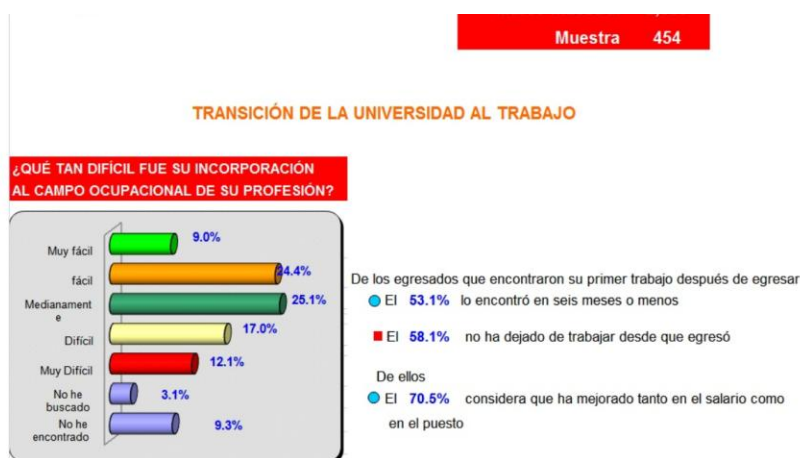 Muestra 454
TRANSICIÓN DE LA UNIVERSIDAD AL TRABAJO
¿QUÉ TAN DIFÍCIL FUE SU INCORPORACIÓN
AL CAMPO OCUPACIONAL DE SU PROFESIÓN?
Muy fácil 9.0%
fácil 24.4%
Medianament
e 25.1%
Difícil 17.0%
Muy Difícil 12.1%
No he
buscado 3.1%
No he
encontrado 9.3%
De los egresados que encontraron su primer trabajo después de egresar
El 53.1% lo encontró en seis meses o menos
El 58.1% no ha dejado de trabajar desde que egresó
De ellos
El 70.5% considera que ha mejorado tanto en el salario como
en el puesto